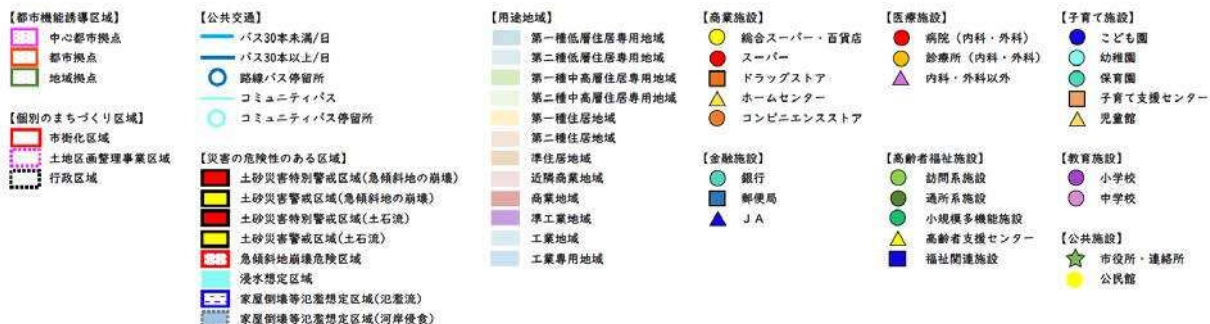 【都市機能誘導区域】
中心都市拠点
都市拠点
地域拠点
【個別のまちづくり区域】
市街化区域
土地区画整理事業区域
行政区域
【公共交通】
バス30本未満/日
バス30本以上/日
路線バス停留所
コミュニティバス
コミュニティバス停留所
【災害の危険性のある区域】
土砂災害特別警戒区域(急傾斜地の崩壊)
土砂災害警戒区域(急傾斜地の崩壊)
土砂災害特別警戒区域(土石流)
土砂災害警戒区域(土石流)
急傾斜地崩壊危険区域
浸水想定区域
家屋倒壊等氾濫想定区域(氾濫流)
家屋倒壊等氾濫想定区域(河岸侵食)
【用途地域】
第一種低層住居専用地域
第二種低層住居専用地域
第一種中高層住居専用地域
第二種中高層住居専用地域
第一種住居地域
第二種住居地域
準住居地域
近隣商業地域
商業地域
準工業地域
工業地域
工業専用地域
【商業施設】
総合スーパー・百貨店
スーパー
ドラッグストア
ホームセンター
コンビニエンスストア
【金融施設】
銀行
郵便局
JA
【医療施設】
病院（内科・外科）
診療所（内科・外科）
内科・外科以外
【高齢者福祉施設】
訪問系施設
通所系施設
小規模多機能施設
高齢者支援センター
福祉関連施設
【子育て施設】
こども園
幼稚園
保育園
子育て支援センター
児童館
【教育施設】
小学校
中学校
【公共施設】
市役所・連絡所
公民館